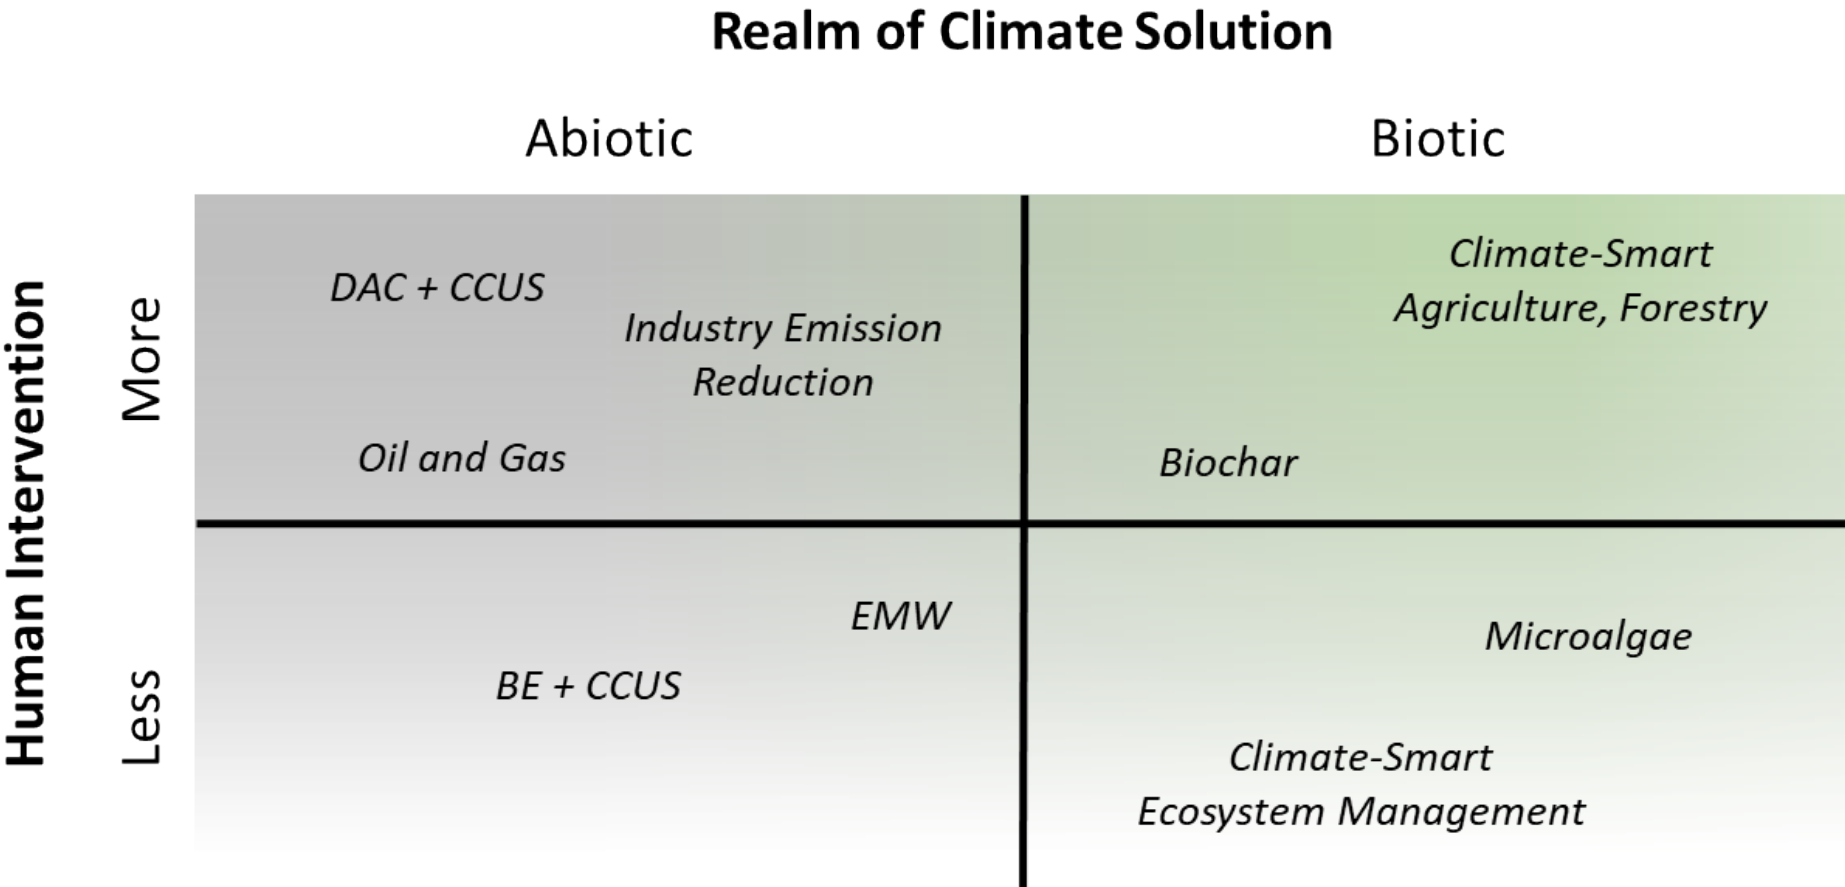 Realm of Climate Solution
Abiotic
Biotic
Human Intervention
More
DAC + CCUS
Industry Emission
Reduction
Oil and Gas
Climate-Smart
Agriculture, Forestry
Biochar
Less
EMW
BE + CCUS
Microalgae
Climate-Smart
Ecosystem Management